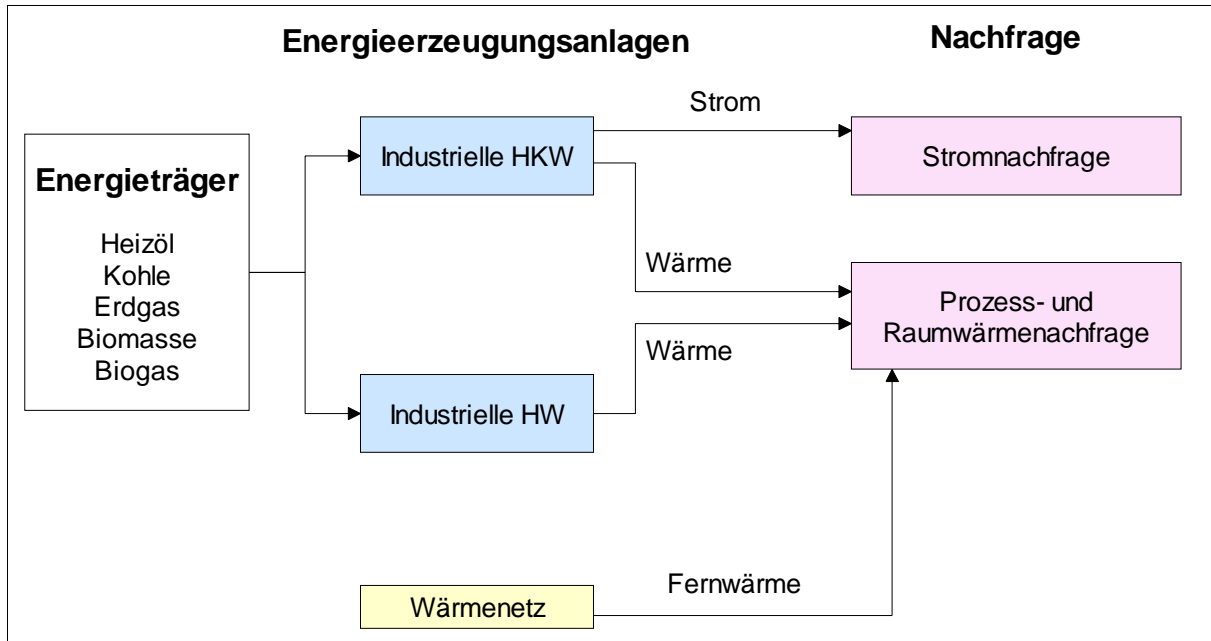 Energieerzeugungsanlagen
Nachfrage
Energieträger
Heizöl
Kohle
Erdgas
Biomasse
Biogas
Industrielle HKW
Strom
Stromnachfrage
Wärme
Prozess- und
Raumwärmenachfrage
Wärme
Industrielle HW
Wärmenetz
Fernwärme